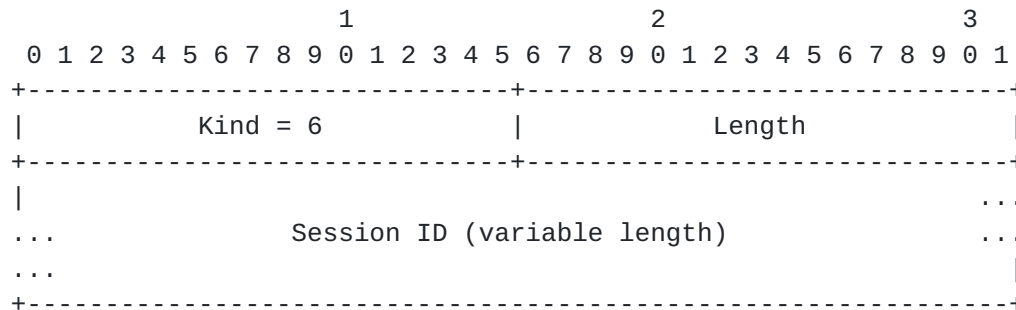 1                   2                   3
 0 1 2 3 4 5 6 7 8 9 0 1 2 3 4 5 6 7 8 9 0 1 2 3 4 5 6 7 8 9 0 1
+-------------------------------+-------------------------------+
|           Kind = 6            |            Length             |
+-------------------------------+-------------------------------+
|                                                             ...
...               Session ID (variable length)                ...
...                                                             |
+---------------------------------------------------------------+